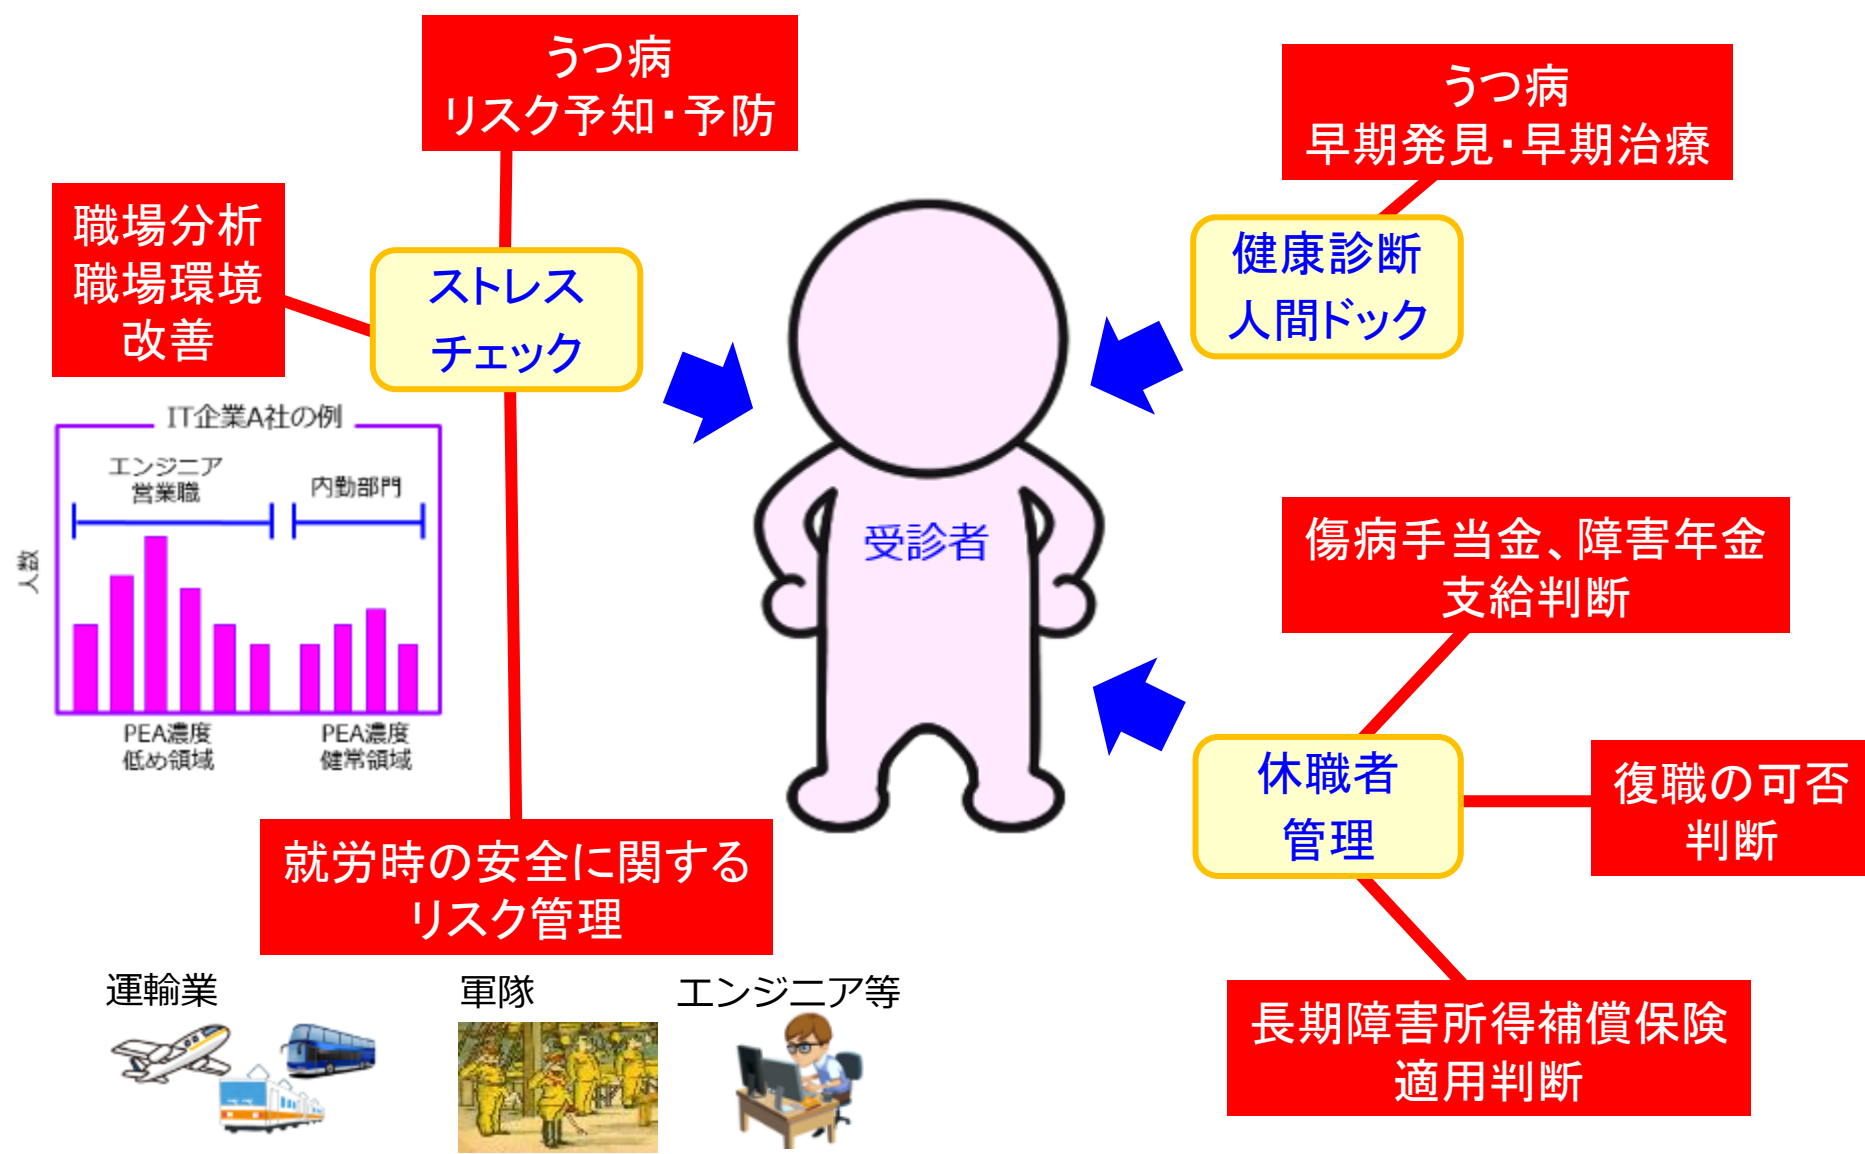 うつ病
リスク予知・予防
うつ病
早期発見・早期治療
職場分析
職場環境
改善
ストレス
チェック
健康診断
人間ドック
IT企業A社の例
エンジニア
営業職
内勤部門
人数
PEA濃度
低め領域
PEA濃度
健常領域
受診者
傷病手当金、障害年金
支給判断
休職者
管理
復職の可否
判断
就労時の安全に関する
リスク管理
長期障害所得補償保険
適用判断
運輸業
軍隊
エンジニア等